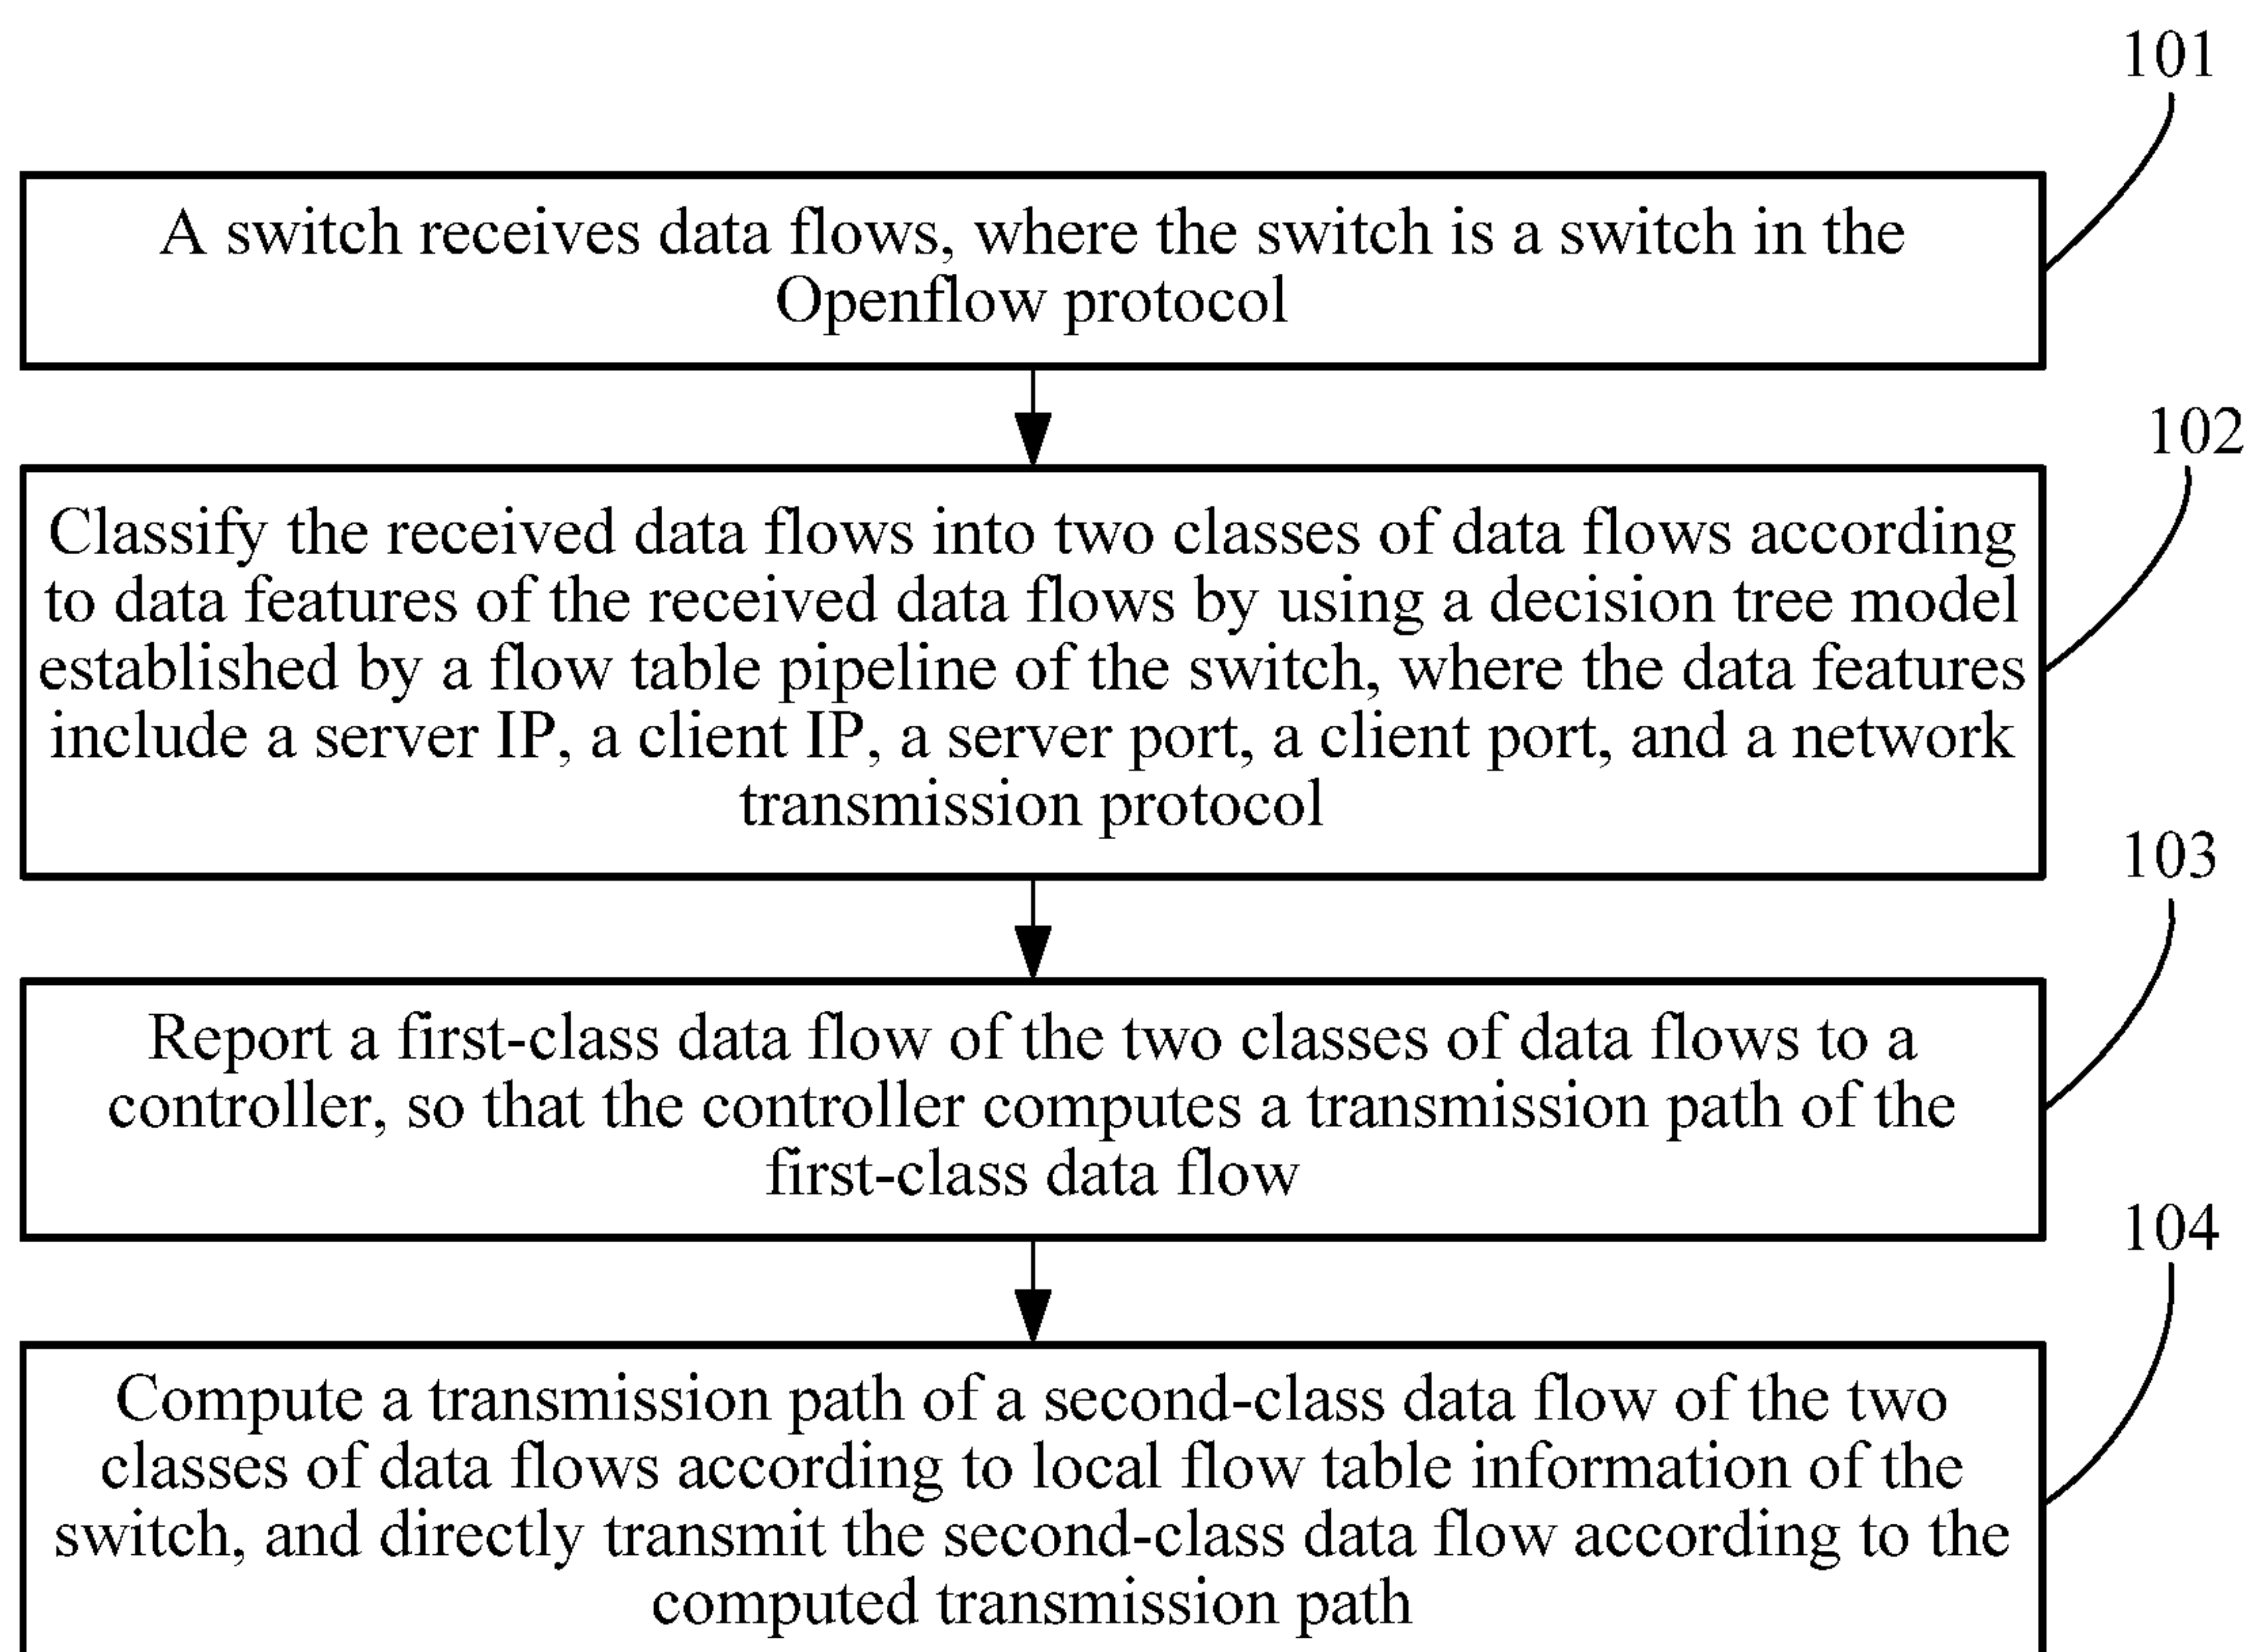 101
A switch receives data flows, where the switch is a switch in the
Openflow protocol
102
Classify the received data flows into two classes of data flows according
to data features of the received data flows by using a decision tree model
established by a flow table pipeline of the switch, where the data features
include a server IP, a client IP, a server port, a client port, and a network
transmission protocol
103
Report a first-class data flow of the two classes of data flows to a
controller, so that the controller computes a transmission path of the
first-class data flow
104
Compute a transmission path of a second-class data flow of the two
classes of data flows according to local flow table information of the
switch, and directly transmit the second-class data flow according to the
computed transmission path